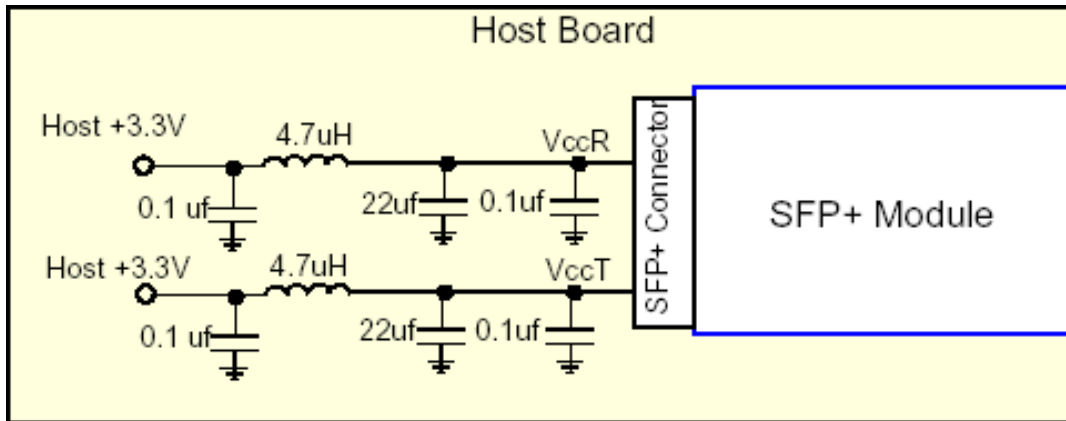 Host Board
Host +3.3V
4.7uH
VccR
0.1 uf
22uf
0.1uf
SFP+ Connector
SFP+ Module
Host +3.3V
4.7uH
VccT
0.1 uf
22uf
0.1uf